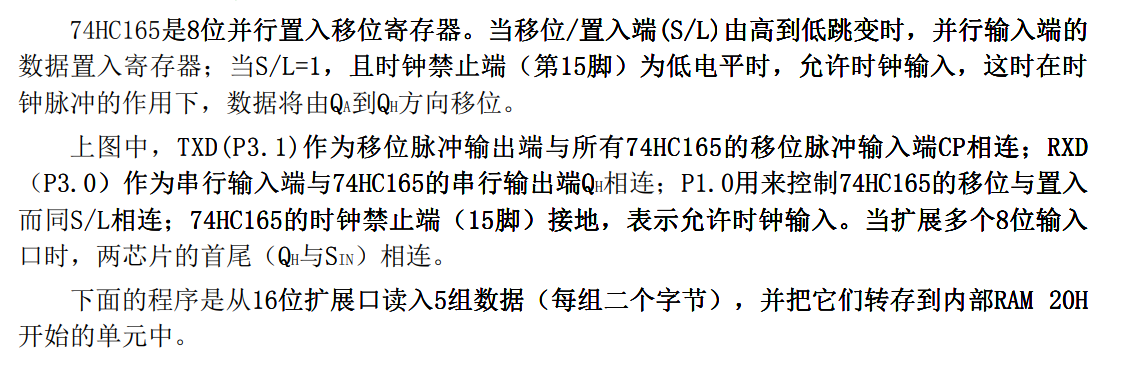 74HC165是8位并行置入移位寄存器。当移位/置入端(S/L)由高到低跳变时，并行输入端的
数据置入寄存器；当S/L=1，且时钟禁止端（第15脚）为低电平时，允许时钟输入，这时在时
钟脉冲的作用下，数据将由QA到QH方向移位。
上图中，TXD(P3.1)作为移位脉冲输出端与所有74HC165的移位脉冲输入端CP相连；RXD
（P3.0）作为串行输入端与74HC165的串行输出端QH相连；P1.0用来控制74HC165的移位与置入
而同S/L相连；74HC165的时钟禁止端（15脚）接地，表示允许时钟输入。当扩展多个8位输入
口时，两芯片的首尾（QH与SIN）相连。
下面的程序是从16位扩展口读入5组数据（每组二个字节），并把它们转存到内部RAM 20H
开始的单元中。